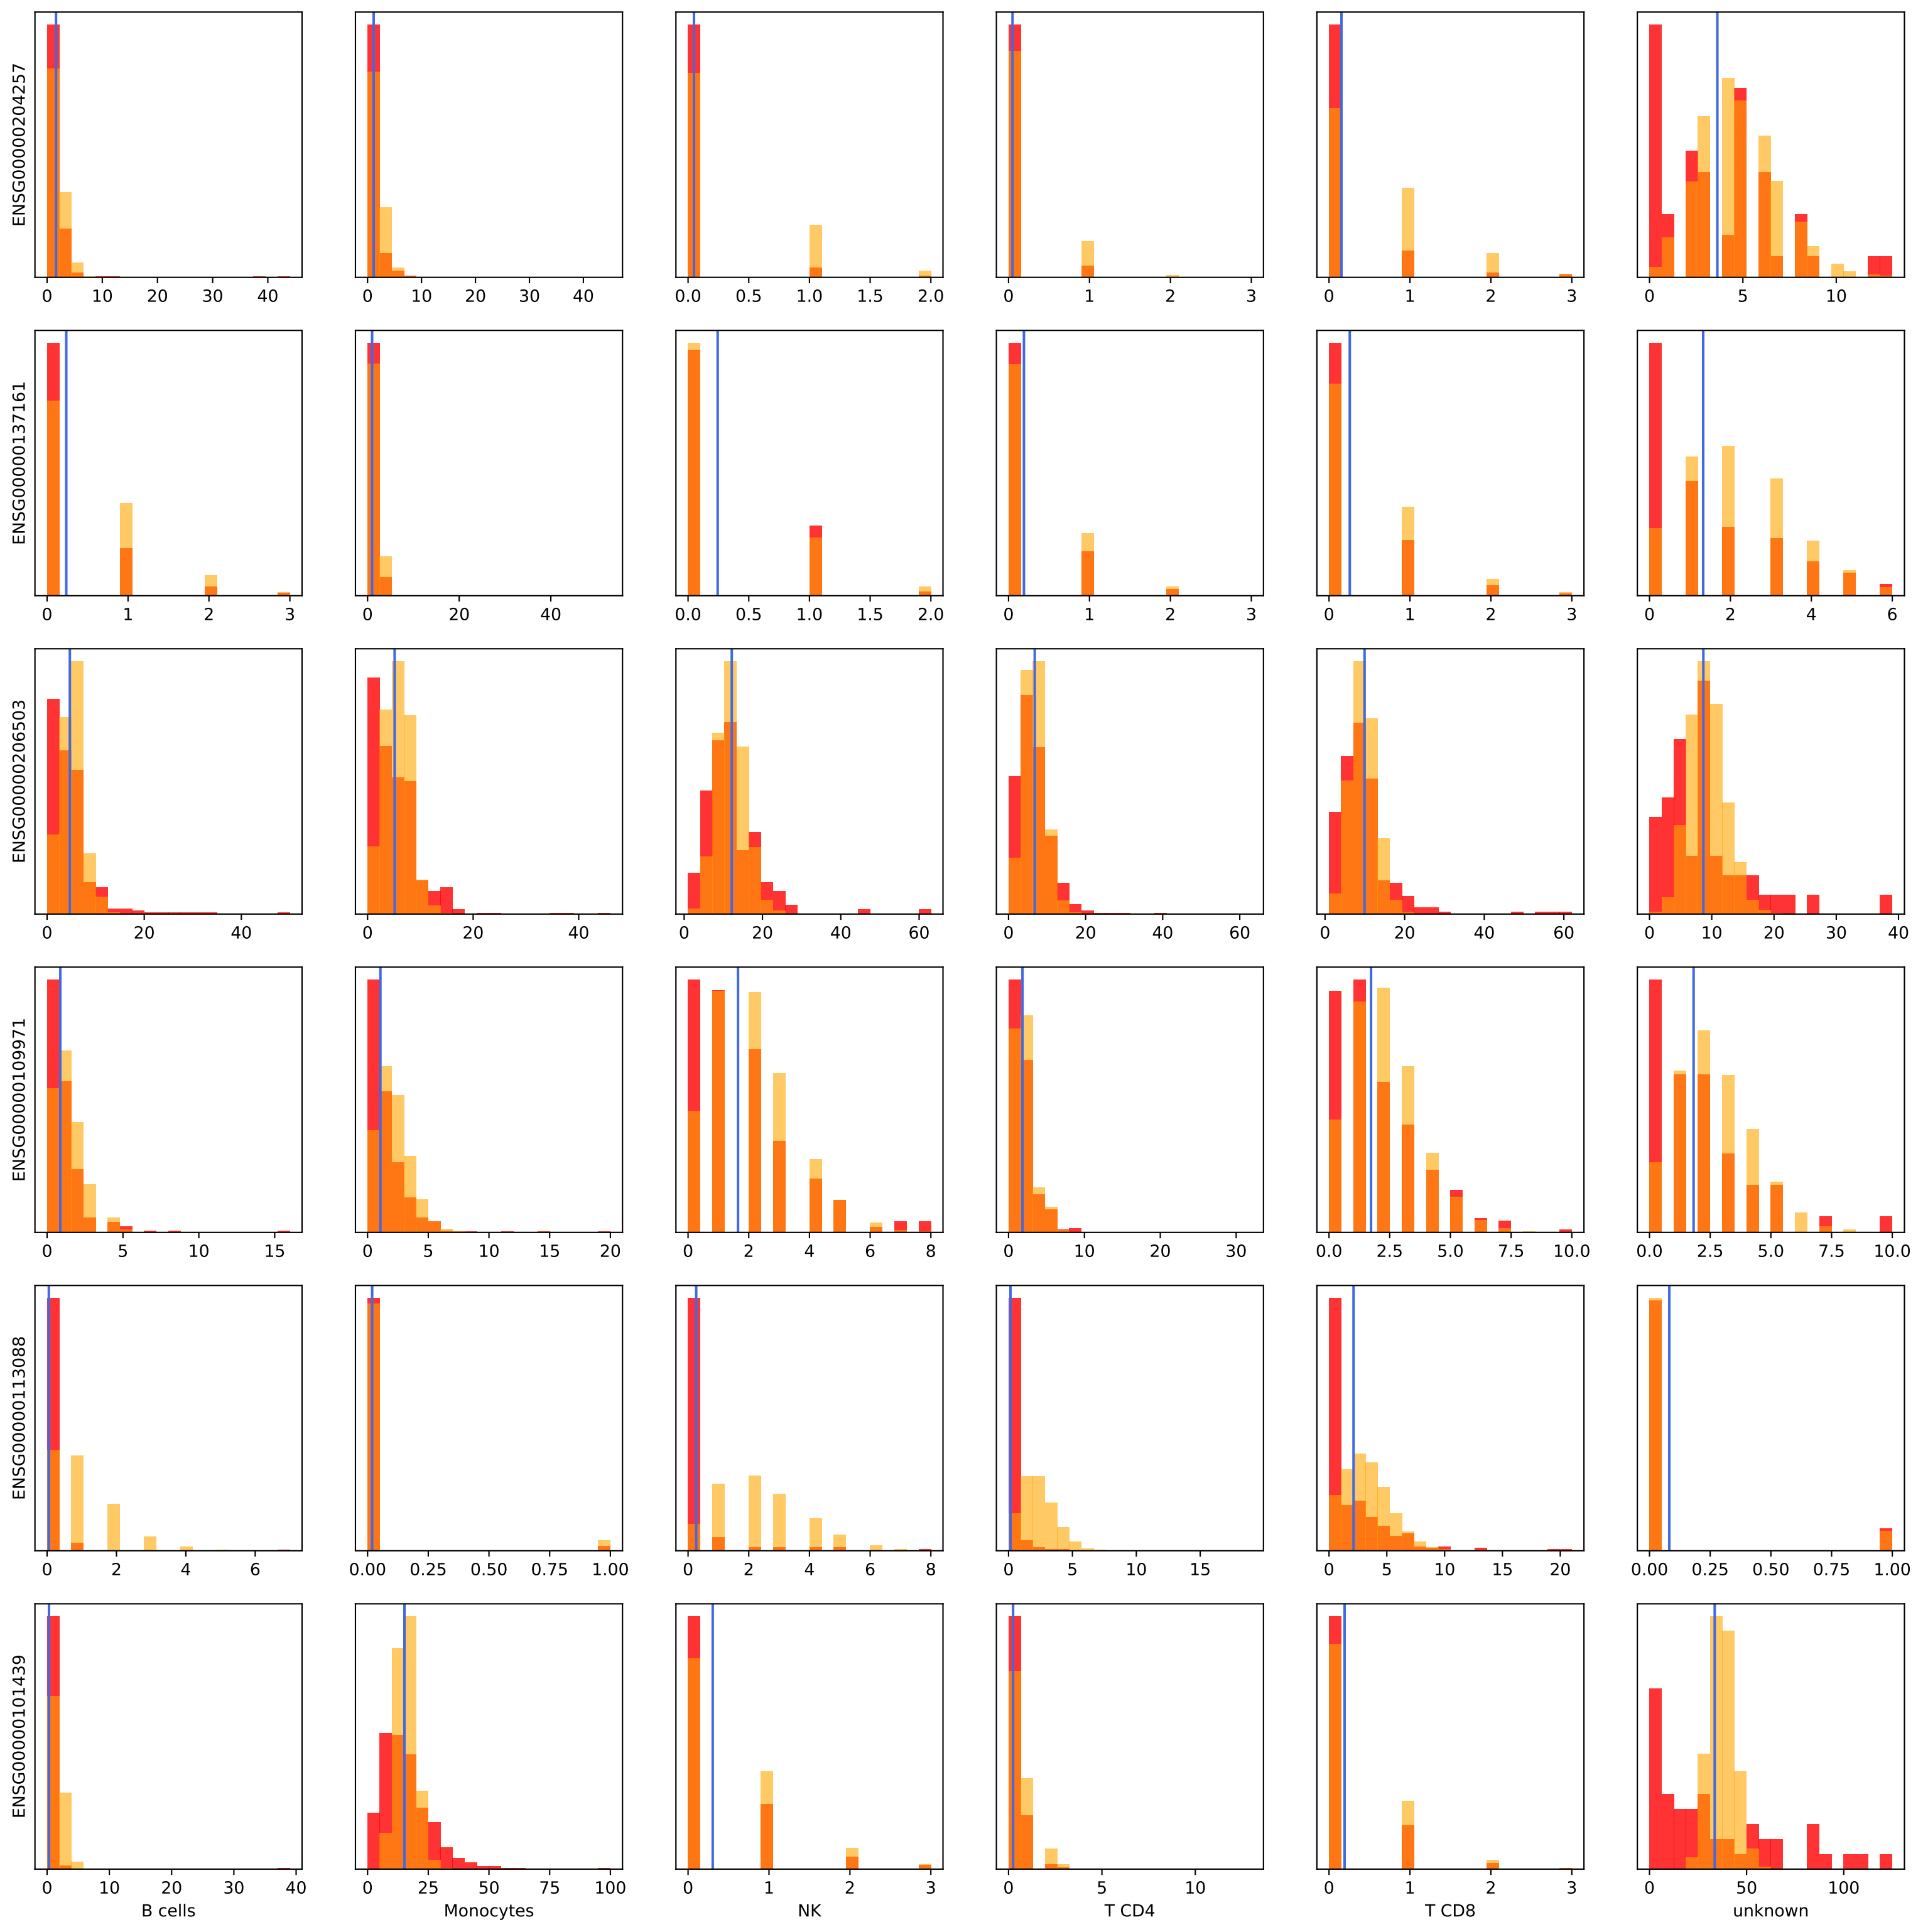 ENSG00000204257
0 10 20 30 40
0 10 20 30 40
0.0 0.5 1.0 1.5 2.0
0 1 2 3
0 1 2 3
0 5 10
ENSG00000137161
0 1 2 3
0 20 40
0.0 0.5 1.0 1.5 2.0
0 1 2 3
0 1 2 3
0 2 4 6
ENSG00000206503
0 20 40
0 20 40
0 20 40 60
0 20 40 60
0 20 40 60
0 10 20 30 40
ENSG00000109971
0 5 10 15
0 5 10 15 20
0 2 4 6 8
0 10 20 30
0.0 2.5 5.0 7.5 10.0
0.0 2.5 5.0 7.5 10.0
ENSG00000113088
0 2 4 6
0.00 0.25 0.50 0.75 1.00
0 2 4 6 8
0 5 10 15
0 5 10 15 20
0.00 0.25 0.50 0.75 1.00
ENSG00000101439
0 10 20 30 40
0 25 50 75 100
0 1 2 3
0 5 10
0 1 2 3
0 50 100
B cells
Monocytes
NK
T CD4
T CD8
unknown